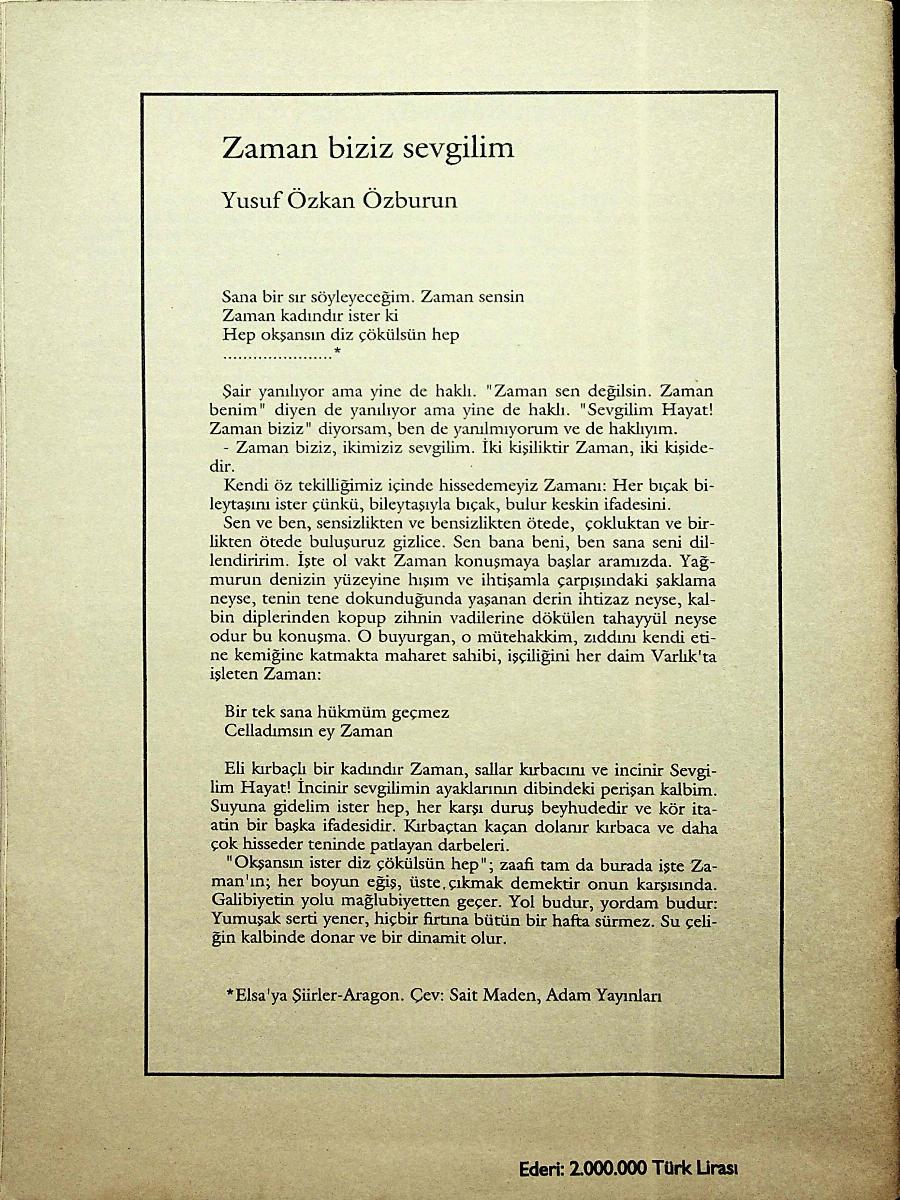 Zaman biziz sevgilim
Yusuf Özkan Özburun
Sana bir sır söyleyeceğim. Zaman sensin
Zaman kadındır ister ki
Hep okşansın diz çökülsün hep
......................*
Şair yanılıyor ama yine de haklı. "Zaman sen değilsin. Zaman
benim" diyen de yanılıyor ama yine de haklı. "Sevgilim Hayat!
Zaman biziz" diyorsam, ben de yanılmıyorum ve de haklıyım.
- Zaman biziz, ikimiziz sevgilim. İki kişiliktir Zaman, iki kişide-
dir.
Kendi öz tekilliğimiz içinde hissedemeyiz Zamanı: Her bıçak bi-
leytaşını ister çünkü, bileytaşıyla bıçak, bulur keskin ifadesini.
Sen ve ben, sensizlikten ve bensizlikten ötede, çokluktan ve bir-
likten ötede buluşuruz gizlice. Sen bana beni, ben sana seni dil-
lendiririm. İşte ol vakt Zaman konuşmaya başlar aramızda. Yağ-
murun denizin yüzeyine hışım ve ihtişamla çarpışındaki şaklama
neyse, tenin tene dokunduğunda yaşanan derin ihtizaz neyse, kal-
bin diplerinden kopup zihnin vadilerine dökülen tahayyül neyse
odur bu konuşma. O buyurgan, o mütehakkim, zıddını kendi eti-
ne kemiğine katmakta maharet sahibi, işçiliğini her daim Varlık'ta
işleten Zaman:
Bir tek sana hükmüm geçmez
Celladımsın ey Zaman
Eli kırbaçlı bir kadındır Zaman, sallar kırbacını ve incinir Sevgi-
lim Hayat! İncinir sevgilimin ayaklarının dibindeki perişan kalbim.
Suyuna gidelim ister hep, her karşı duruş beyhudedir ve kör ita-
atin bir başka ifadesidir. Kırbaçtan kaçan dolanır kırbaca ve daha
çok hisseder teninde patlayan darbeleri.
"Okşansın ister diz çökülsün hep"; zaafi tam da burada işte Za-
man'ın; her boyun eğiş, üste çıkmak demektir onun karşısında.
Galibiyetin yolu mağlubiyetten geçer. Yol budur, yordam budur:
Yumuşak serti yener, hiçbir fırtına bütün bir hafta sürmez. Su çeli-
ğin kalbinde donar ve bir dinamit olur.
*Elsa'ya Şiirler-Aragon. Çev: Sait Maden, Adam Yayınları
Ederi: 2.000.000 Türk Lirası